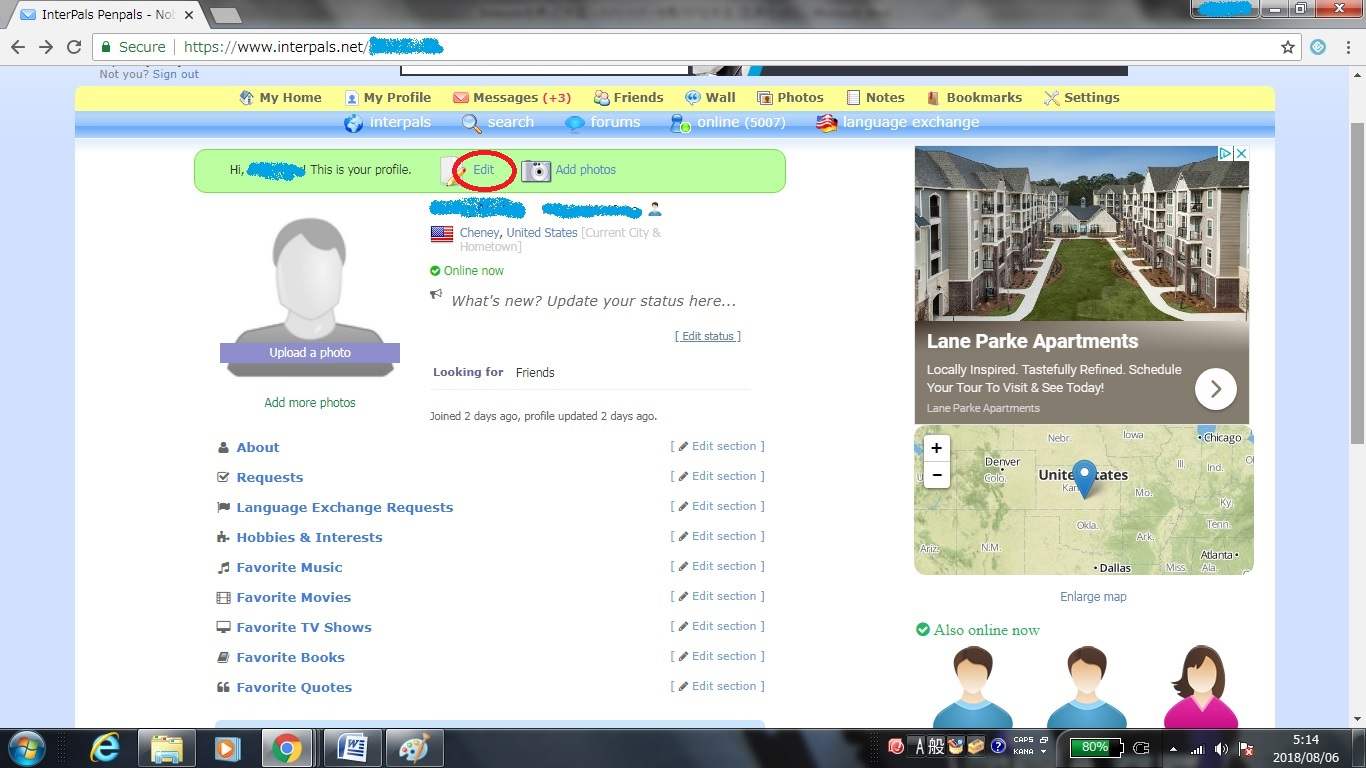 InterPals Penpals - Nol
Secure
https://www.interpals.net/
Not you? Sign out
My Home
My Profile
Messages (+3)
Friends
Wall
Photos
Notes
Bookmarks
Settings
interpals
search
forums
online (5007)
language exchange
Hi, ! This is your profile.
Edit
Add photos
Cheney, United States [Current City &
Hometown]
Online now
What's new? Update your status here...
[ Edit status ]
Upload a photo
Looking for Friends
Add more photos
Joined 2 days ago, profile updated 2 days ago.
About [ Edit section ]
Requests [ Edit section ]
Language Exchange Requests [ Edit section ]
Hobbies & Interests [ Edit section ]
Favorite Music [ Edit section ]
Favorite Movies [ Edit section ]
Favorite TV Shows [ Edit section ]
Favorite Books [ Edit section ]
Favorite Quotes [ Edit section ]
Lane Parke Apartments
Locally Inspired. Tastefully Refined. Schedule
Your Tour To Visit & See Today!
Lane Parke Apartments
+
−
Nebr.
Iowa
Chicago
Denver
Colo.
United States
Kan
Ill.
Ind.
Mo.
Ky
Okla.
Tenn.
Ariz.
N.M.
Ark.
Atlanta
Dallas
Miss.
Ala.
Enlarge map
Also online now
A 般
CAPS
KANA
80%
5:14
2018/08/06